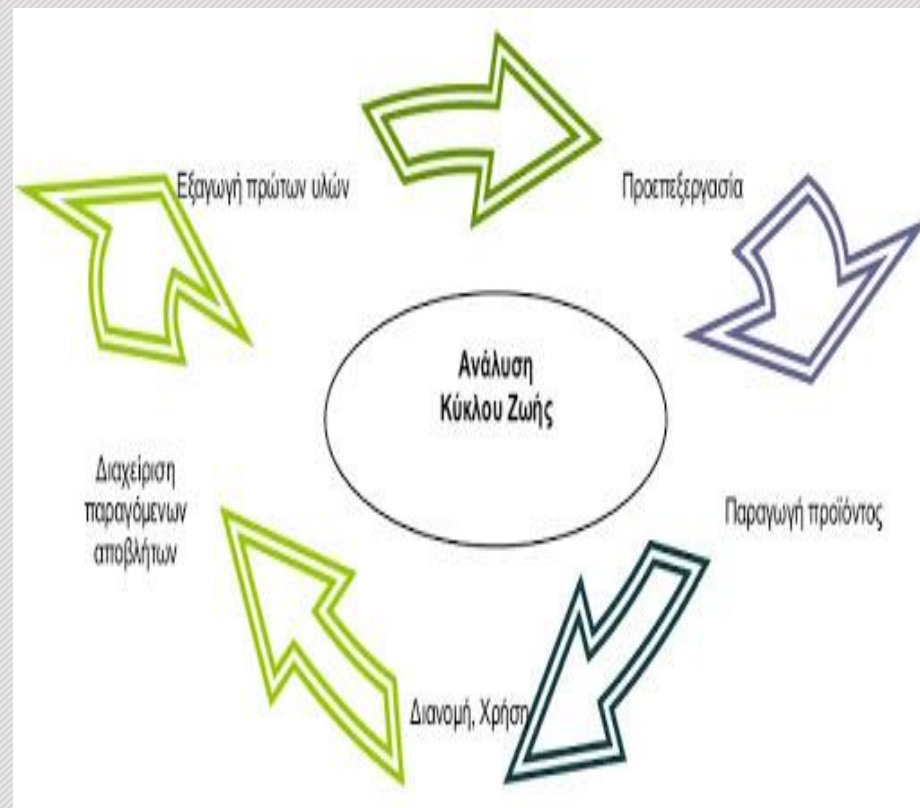 Εξαγωγή πρώτων υλών
Προεπεξεργασία
Ανάλυση
Κύκλου Ζωής
Παραγωγή προϊόντος
Διανομή, Χρήση
Διαχείριση
παραγόμενων
αποβλήτων